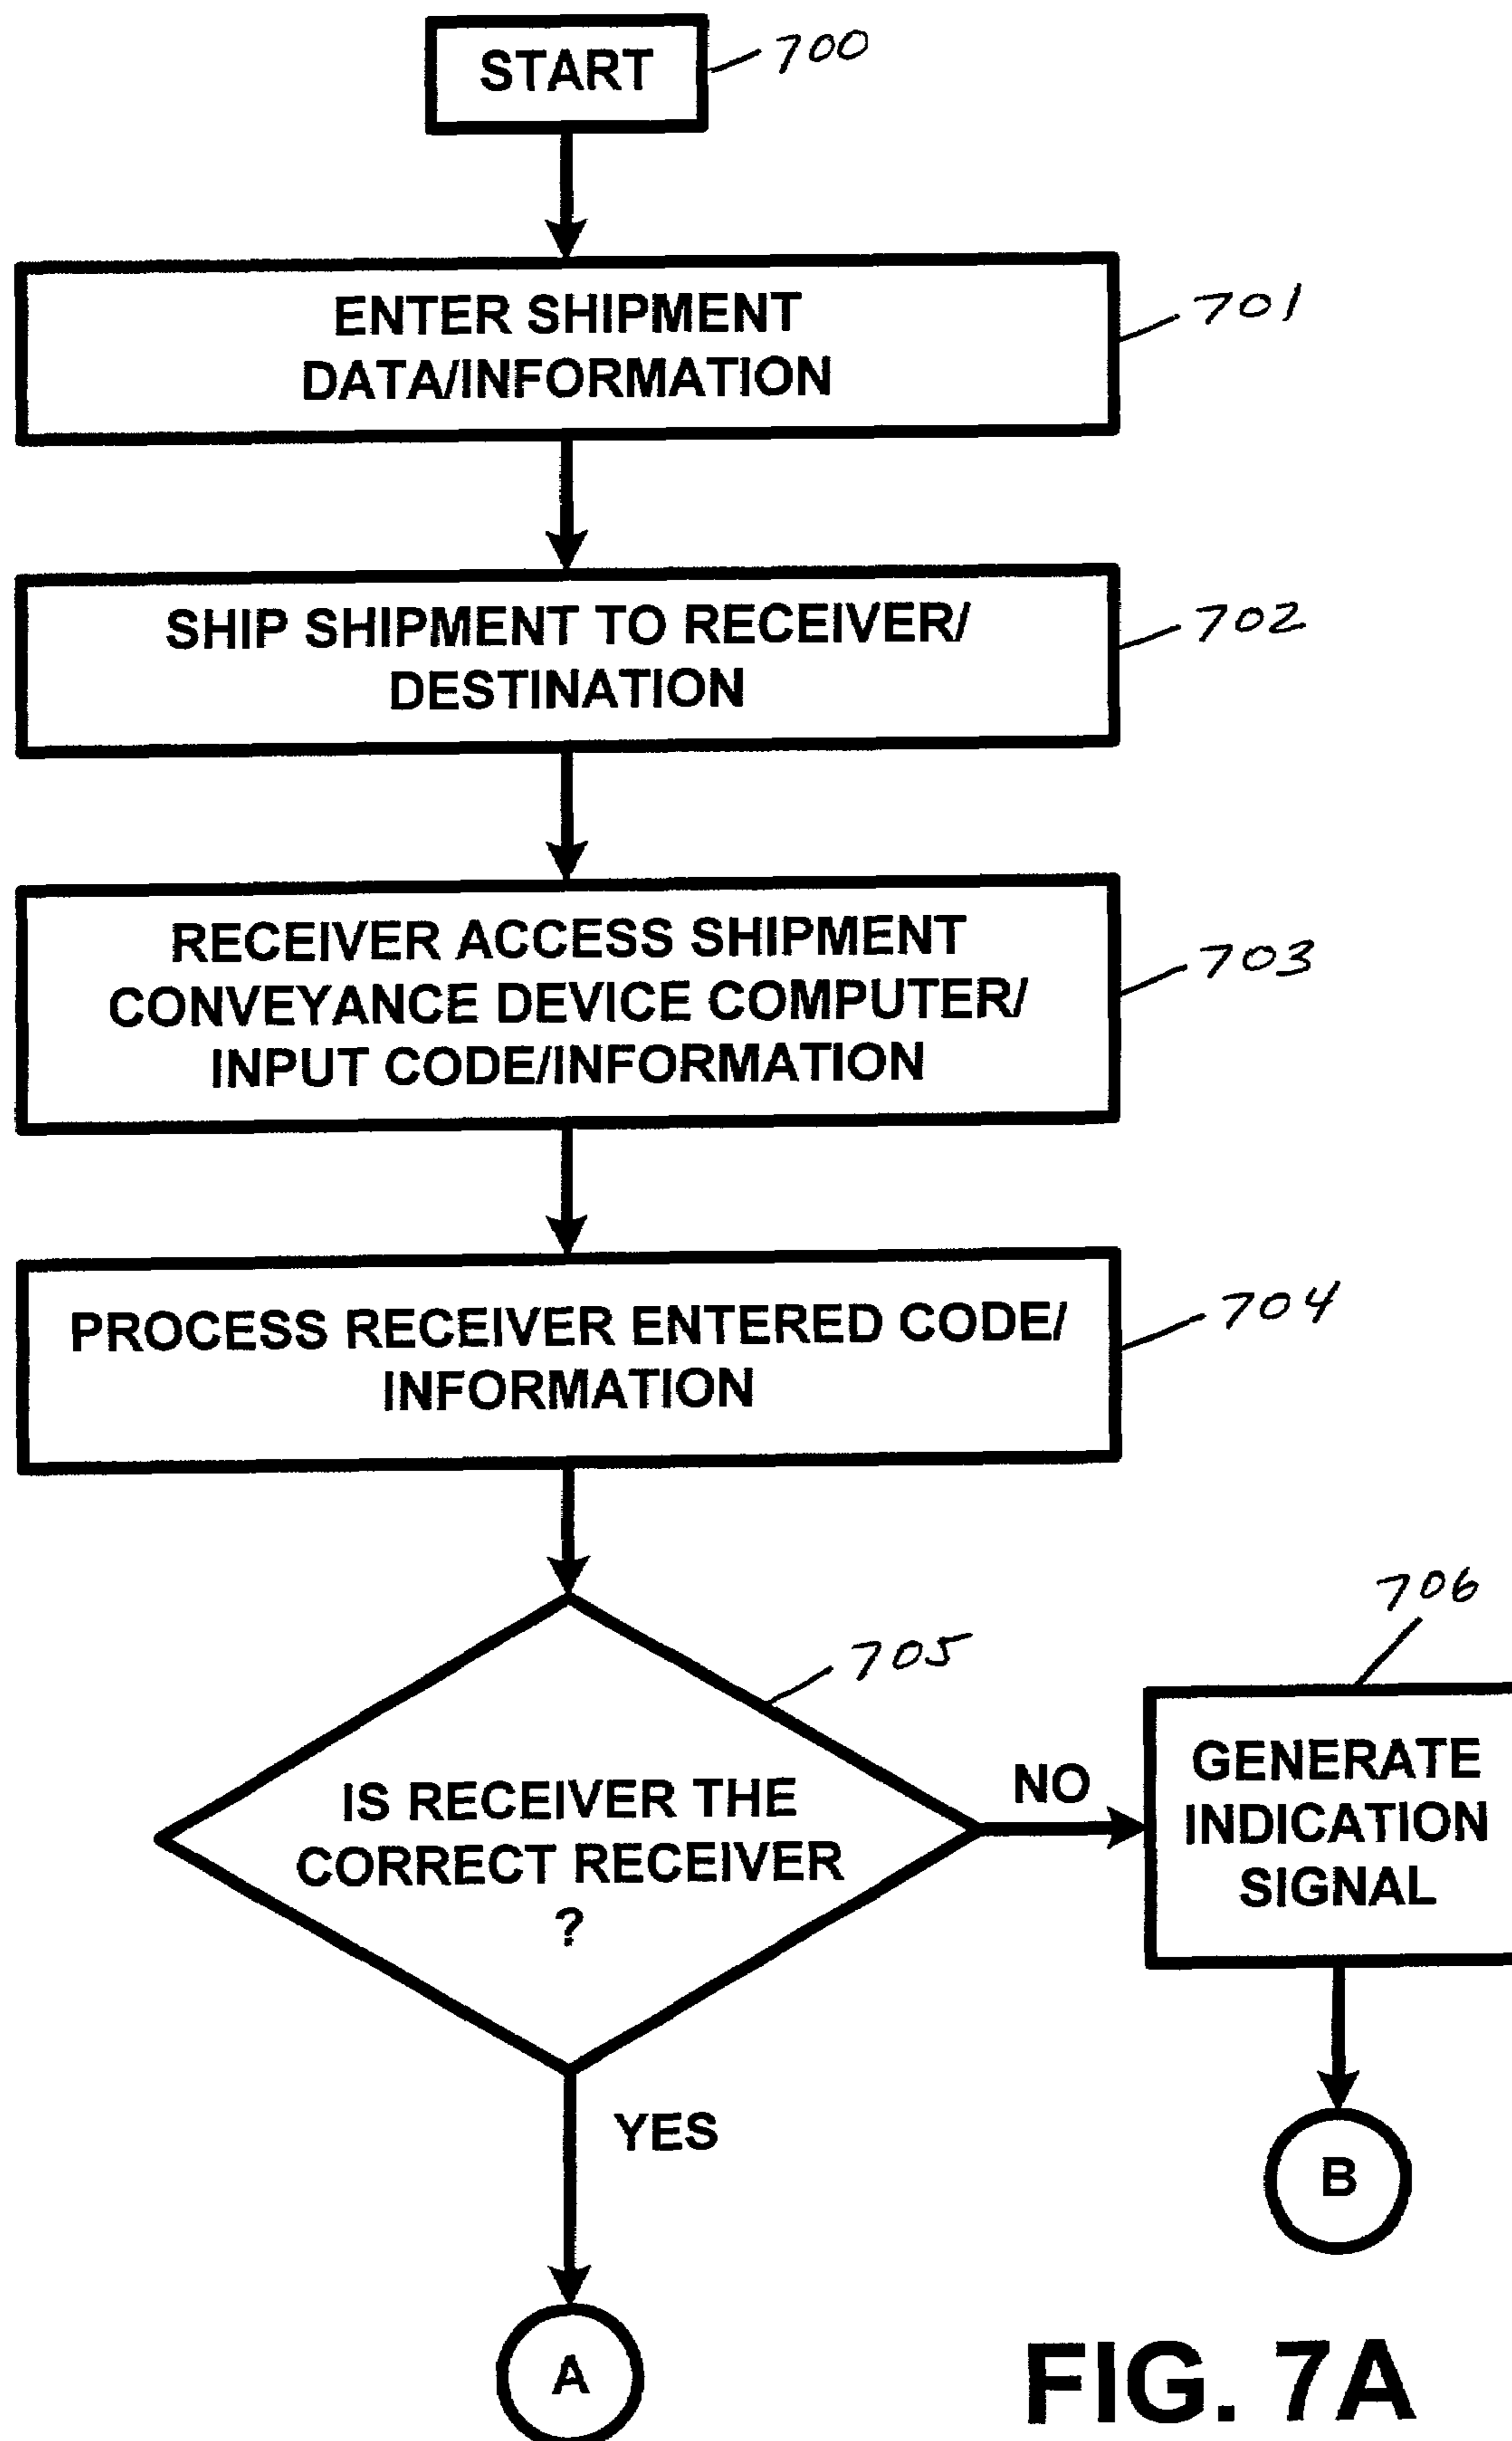 START
700
ENTER SHIPMENT
DATA/INFORMATION
701
SHIP SHIPMENT TO RECEIVER/
DESTINATION
702
RECEIVER ACCESS SHIPMENT
CONVEYANCE DEVICE COMPUTER/
INPUT CODE/INFORMATION
703
PROCESS RECEIVER ENTERED CODE/
INFORMATION
704
IS RECEIVER THE
CORRECT RECEIVER
?
705
NO
706
GENERATE
INDICATION
SIGNAL
YES
B
A
FIG. 7A